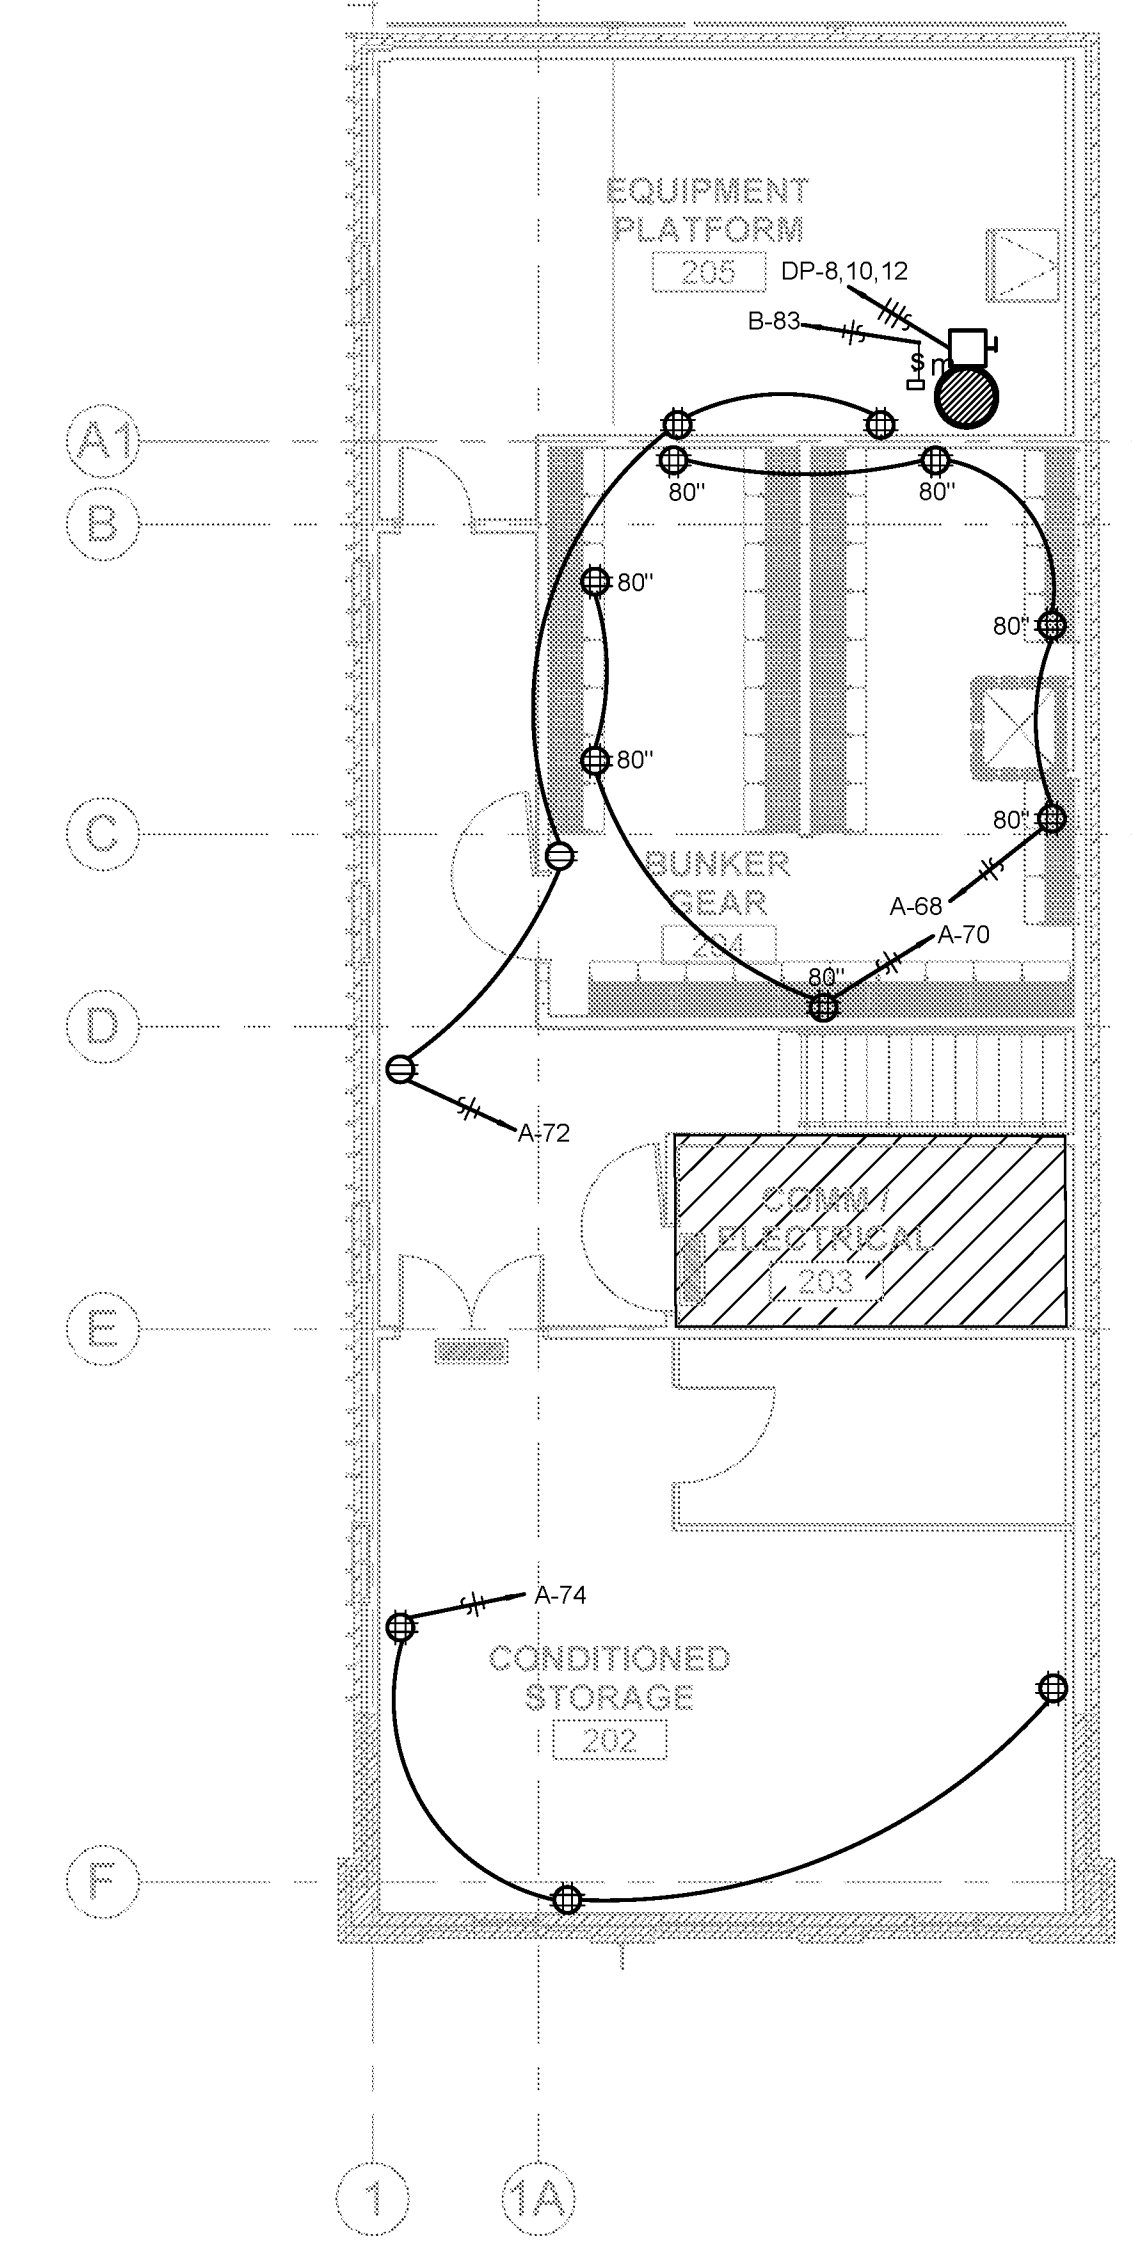 EQUIPMENT
PLATFORM
205
DP-8,10,12
B-83
S m
A1
80"
80"
B
80"
80"
80"
C
80"
BUNKER
GEAR
204
A-68
A-70
80"
D
A-72
COMM /
ELECTRICAL
203
E
A-74
CONDITIONED
STORAGE
202
F
1
1A